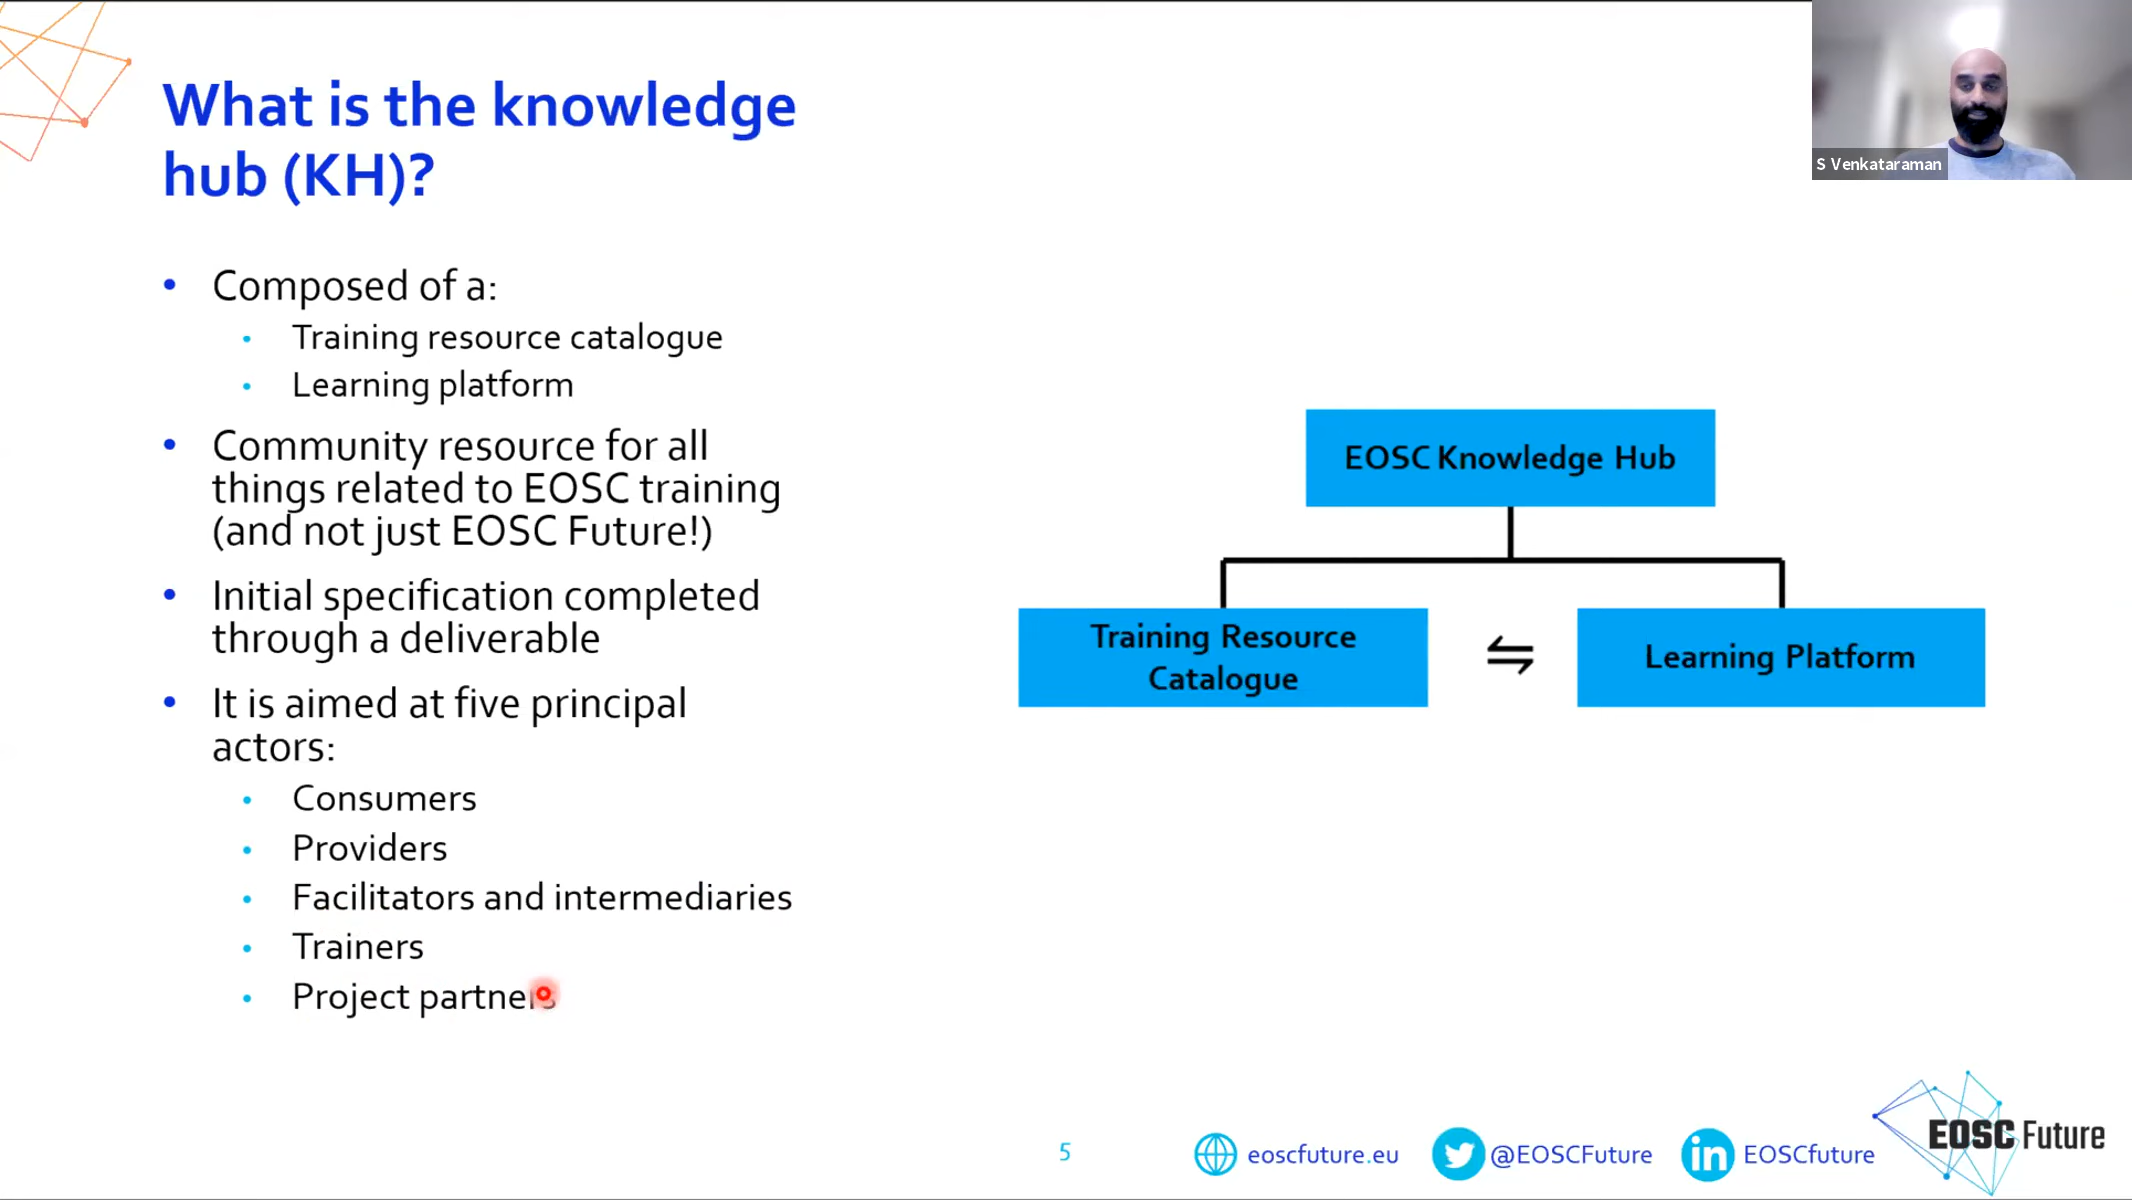 What is the knowledge
hub (KH)?
S Venkataraman
• Composed of a:
• Training resource catalogue
• Learning platform
• Community resource for all
things related to EOSC training
(and not just EOSC Future!)
• Initial specification completed
through a deliverable
• It is aimed at five principal
actors:
• Consumers
• Providers
• Facilitators and intermediaries
• Trainers
• Project partners
EOSC Knowledge Hub
Training Resource
Catalogue
⇋
Learning Platform
5
eoscfuture.eu
@EOSCFuture
in
EOSCfuture
EOSC Future